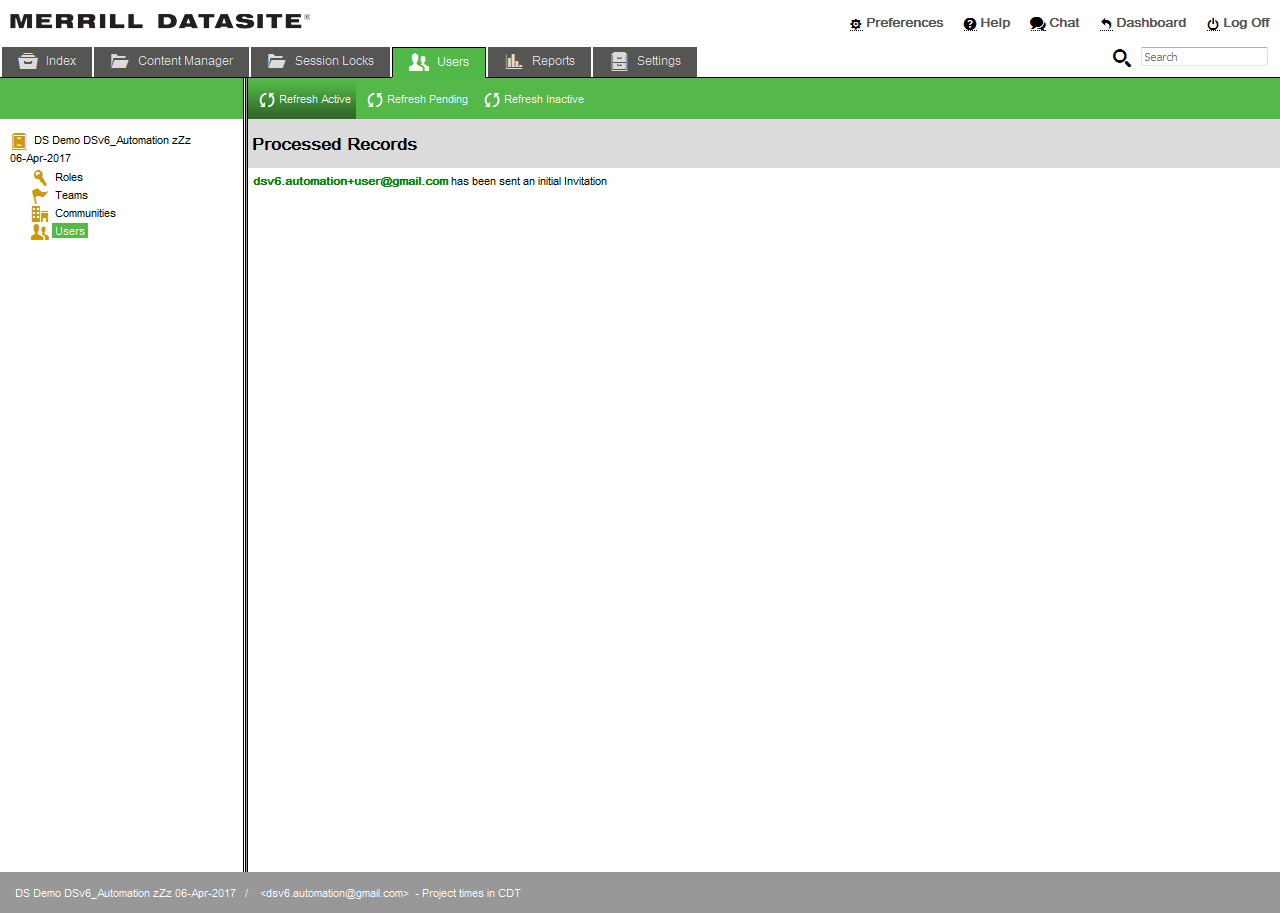 MERRILL DATASITE®
Preferences Help Chat Dashboard Log Off
Index Content Manager Session Locks Users Reports Settings Search
Refresh Active Refresh Pending Refresh Inactive
DS Demo DSv6_Automation zZz
06-Apr-2017
Roles
Teams
Communities
Users
Processed Records
dsv6.automation+user@gmail.com has been sent an initial Invitation
DS Demo DSv6_Automation zZz 06-Apr-2017 / <dsv6.automation@gmail.com> - Project times in CDT